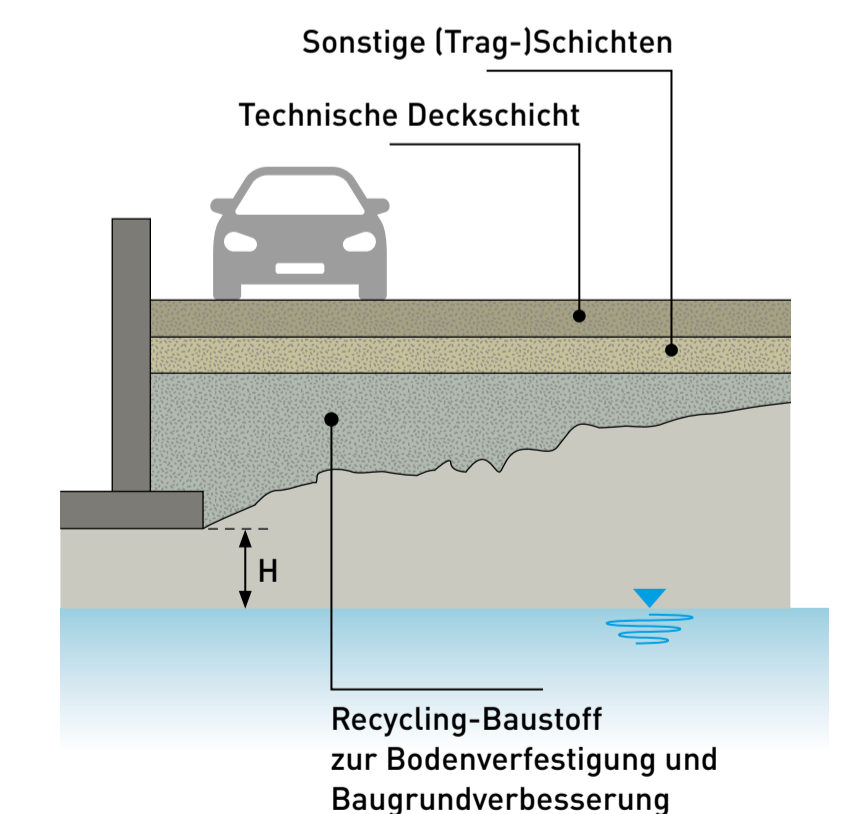 Sonstige (Trag-)Schichten
Technische Deckschicht
H
Recycling-Baustoff
zur Bodenverfestigung und
Baugrundverbesserung